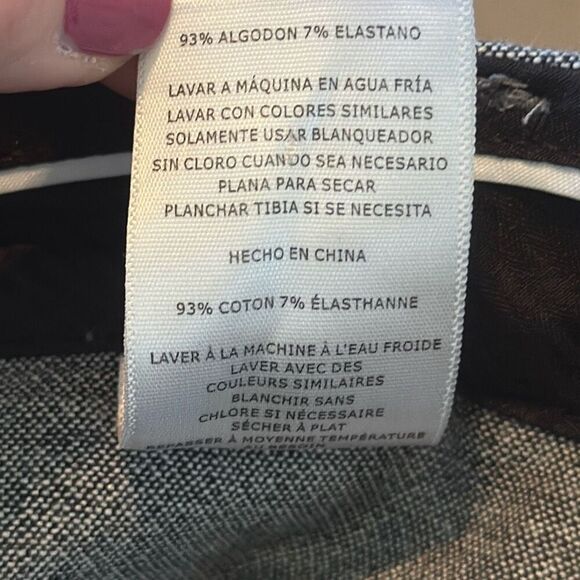 93% ALGODON 7% ELASTANO
LAVAR A MÁQUINA EN AGUA FRÍA
LAVAR CON COLORES SIMILARES
SOLAMENTE USAR BLANQUEADOR
SIN CLORO CUANDO SEA NECESARIO
PLANA PARA SECAR
PLANCHAR TIBIA SI SE NECESITA
HECHO EN CHINA
93% COTON 7% ÉLASTHANNE
LAVER À LA MACHINE À L'EAU FROIDE
LAVER AVEC DES
COULEURS SIMILAIRES
BLANCHIR SANS
CHLORE SI NÉCESSAIRE
SÉCHER À PLAT
REPASSER À MOYENNE TEMPÉRATURE
AU BESOIN